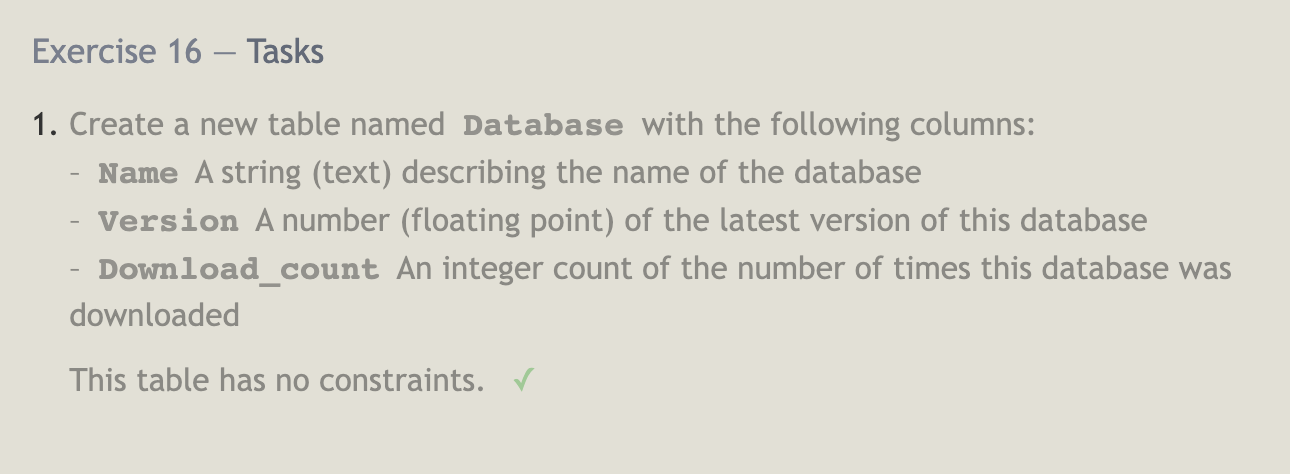 Exercise 16 — Tasks
1. Create a new table named Database with the following columns:
– Name A string (text) describing the name of the database
– Version A number (floating point) of the latest version of this database
– Download_count An integer count of the number of times this database was
downloaded
This table has no constraints. ✓